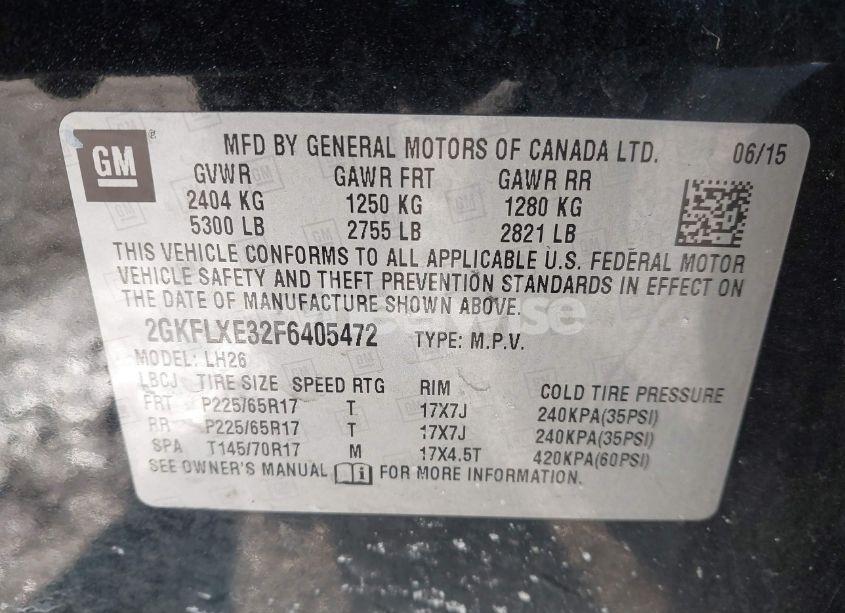 GM
MFD BY GENERAL MOTORS OF CANADA LTD. 06/15
GVWR GAWR FRT GAWR RR
2404 KG 1250 KG 1280 KG
5300 LB 2755 LB 2821 LB
THIS VEHICLE CONFORMS TO ALL APPLICABLE U.S. FEDERAL MOTOR
VEHICLE SAFETY AND THEFT PREVENTION STANDARDS IN EFFECT ON
THE DATE OF MANUFACTURE SHOWN ABOVE.
2GKFLXE32F6405472 TYPE: M.P.V.
MODEL: LH26
LBCJ TIRE SIZE SPEED RTG RIM COLD TIRE PRESSURE
FRT P225/65R17 T 17X7J 240KPA(35PSI)
RR P225/65R17 T 17X7J 240KPA(35PSI)
SPA T145/70R17 M 17X4.5T 420KPA(60PSI)
SEE OWNER'S MANUAL i FOR MORE INFORMATION.